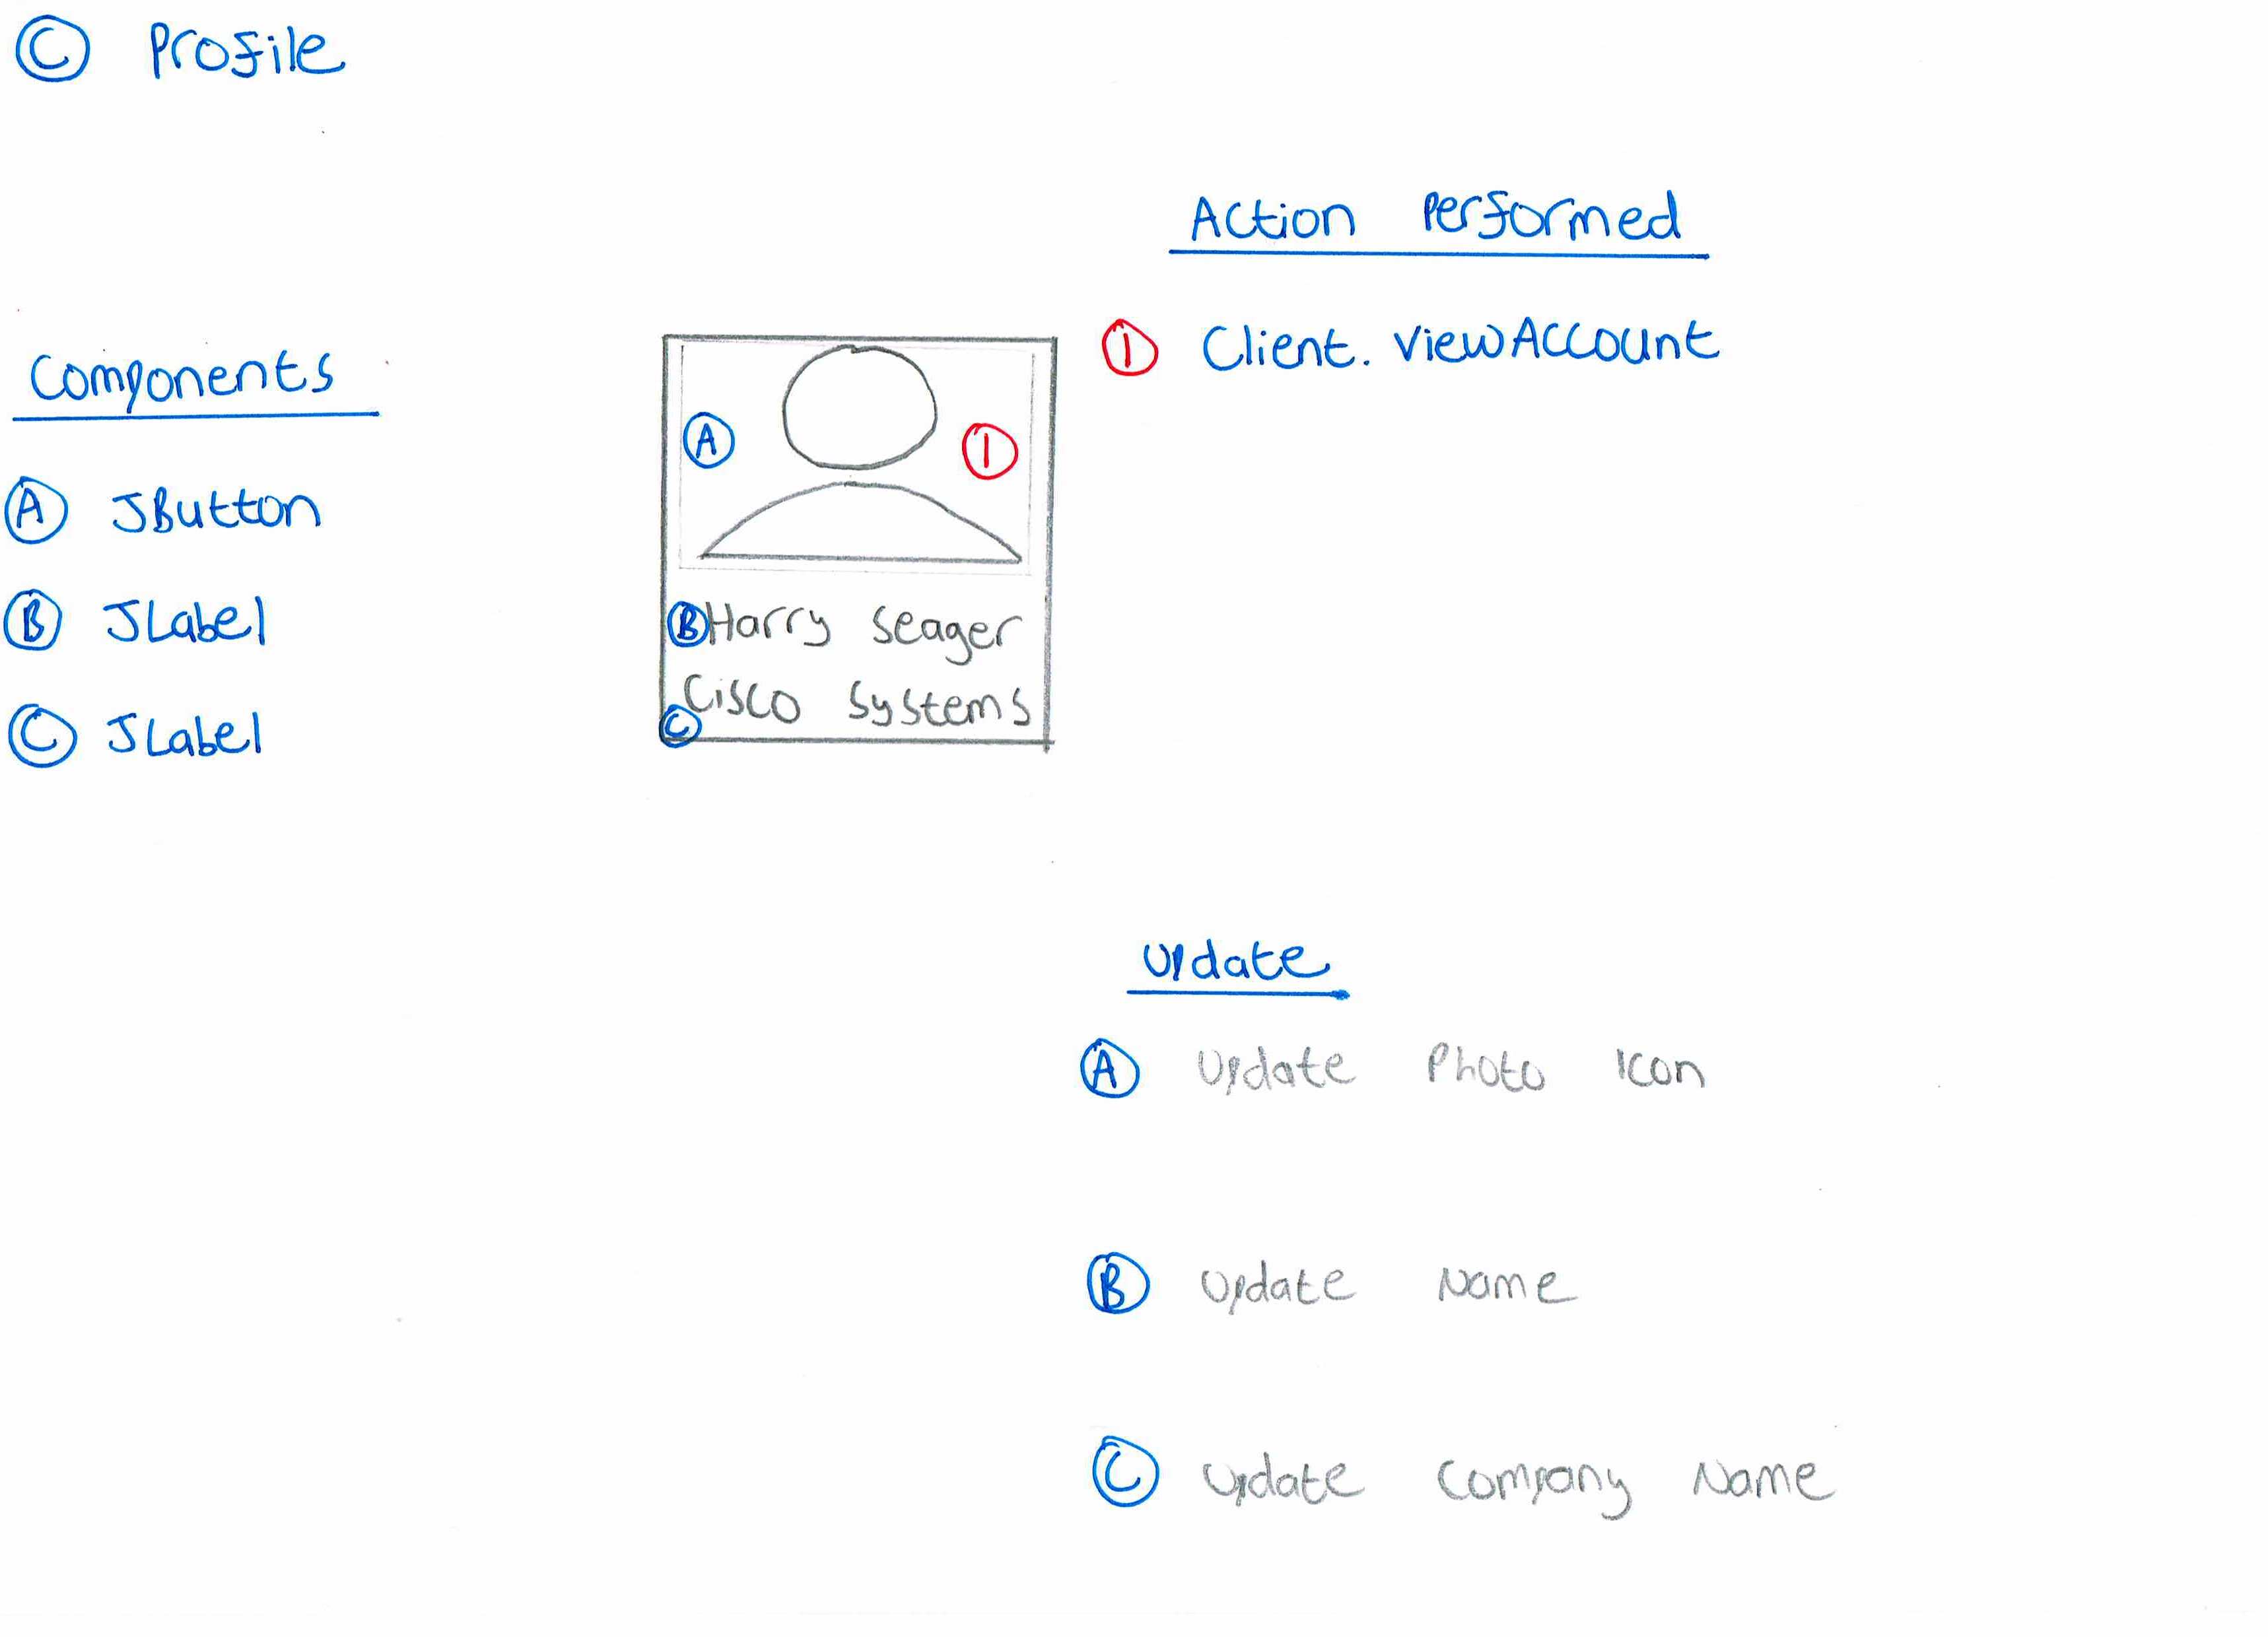 C Profile
Components
A JButton
B JLabel
C JLabel
A 1
B Harry Seager
Cisco Systems
C
Action Performed
1 Client. viewAccount
Update
A Update Photo Icon
B Update Name
C Update Company Name